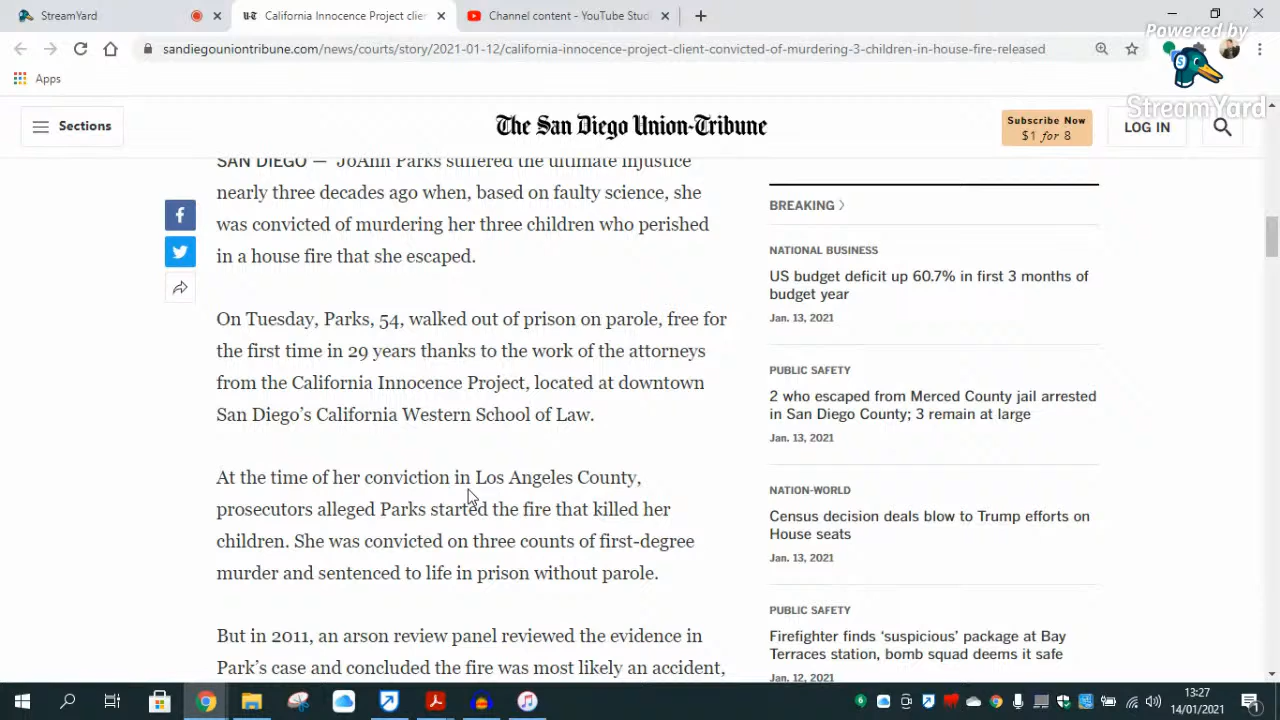 StreamYard
California Innocence Project clie
Channel content - YouTube Stud
Powered by
StreamYard
sandiegouniontribune.com/news/courts/story/2021-01-12/california-innocence-project-client-convicted-of-murdering-3-children-in-house-fire-released
Apps
Sections
The San Diego Union-Tribune
Subscribe Now
$1 for 8
LOG IN
SAN DIEGO — JoAnn Parks suffered the ultimate injustice
nearly three decades ago when, based on faulty science, she
was convicted of murdering her three children who perished
in a house fire that she escaped.
On Tuesday, Parks, 54, walked out of prison on parole, free for
the first time in 29 years thanks to the work of the attorneys
from the California Innocence Project, located at downtown
San Diego's California Western School of Law.
At the time of her conviction in Los Angeles County,
prosecutors alleged Parks started the fire that killed her
children. She was convicted on three counts of first-degree
murder and sentenced to life in prison without parole.
But in 2011, an arson review panel reviewed the evidence in
Park's case and concluded the fire was most likely an accident,
BREAKING
NATIONAL BUSINESS
US budget deficit up 60.7% in first 3 months of
budget year
Jan. 13, 2021
PUBLIC SAFETY
2 who escaped from Merced County jail arrested
in San Diego County; 3 remain at large
Jan. 13, 2021
NATION-WORLD
Census decision deals blow to Trump efforts on
House seats
Jan. 13, 2021
PUBLIC SAFETY
Firefighter finds 'suspicious' package at Bay
Terraces station, bomb squad deems it safe
Jan. 12, 2021
13:27
14/01/2021